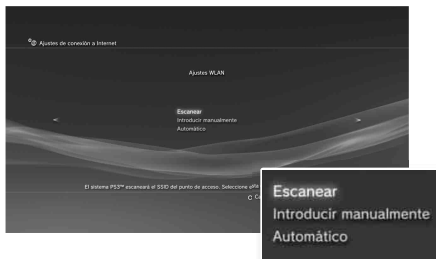 Ajustes de conexión a Internet
Ajustes WLAN
Escanear
Introducir manualmente
Automático
El sistema PS3™ escaneará el SSID del punto de acceso. Seleccione
Escanear
Introducir manualmente
Automático